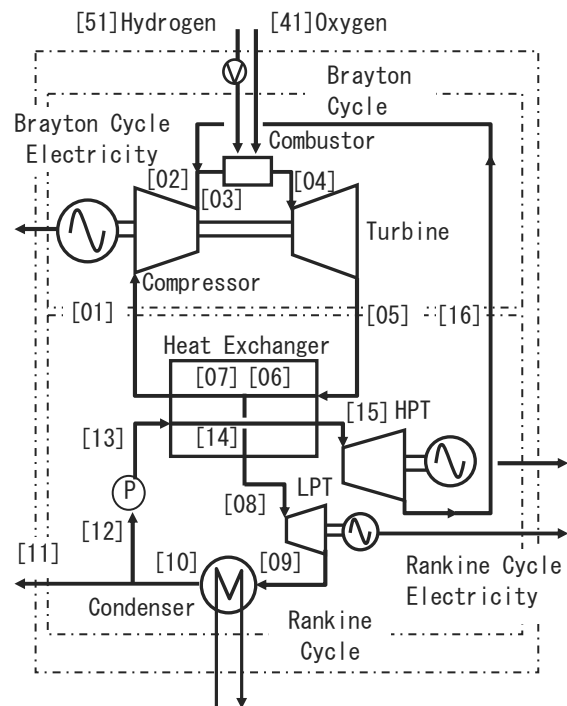 [51]Hydrogen
[41]Oxygen
V
Brayton
Cycle
Brayton Cycle
Electricity
Combustor
[02]
[03]
[04]
Turbine
Compressor
[01]
[05]
[16]
Heat Exchanger
[07]
[06]
[15]
HPT
[13]
[14]
P
[08]
LPT
[12]
[11]
[10]
[09]
Condenser
Rankine Cycle
Electricity
Rankine
Cycle